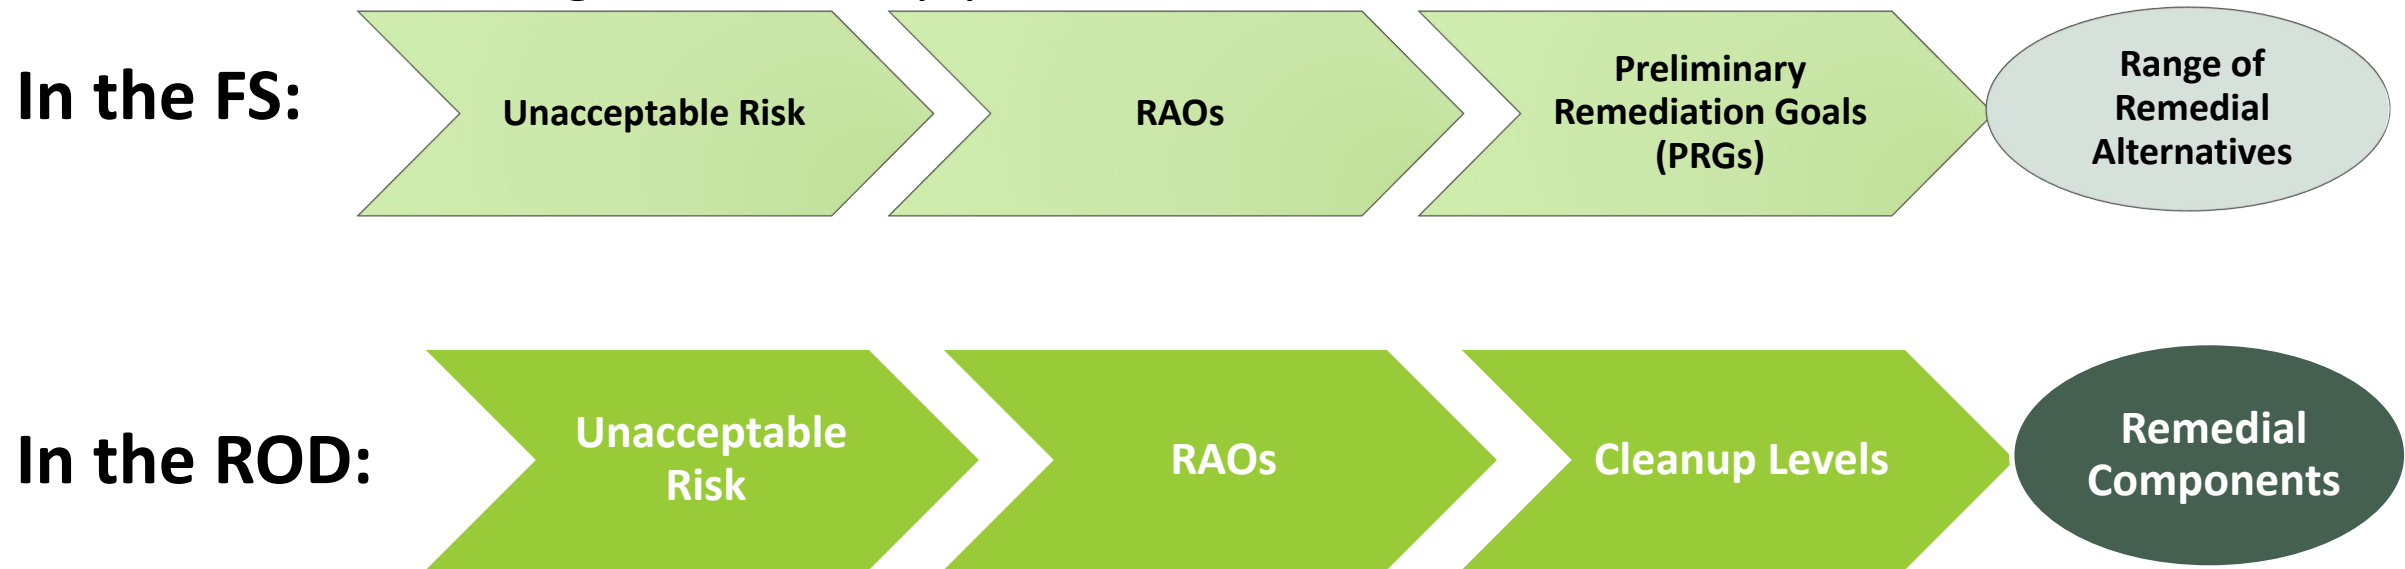 In the FS:
Unacceptable Risk
RAOs
Preliminary
Remediation Goals
(PRGs)
Range of
Remedial
Alternatives
In the ROD:
Unacceptable
Risk
RAOs
Cleanup Levels
Remedial
Components